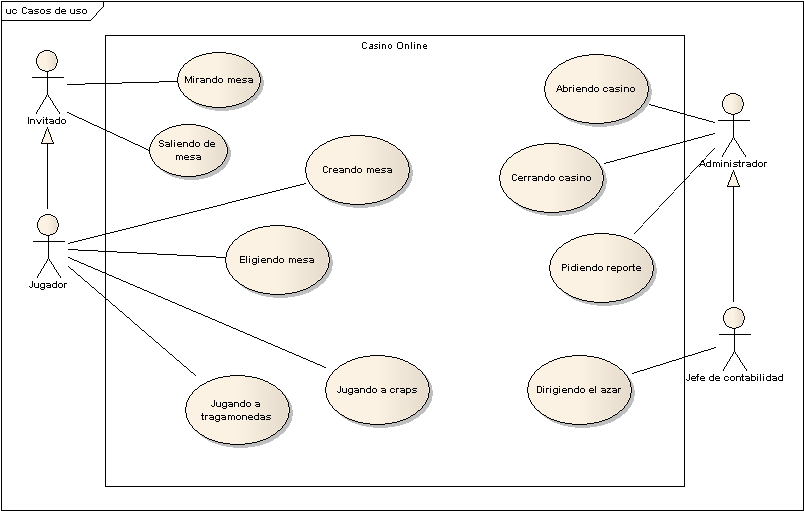 uc Casos de uso
Casino Online
Mirando mesa
Abriendo casino
Invitado
Saliendo de
mesa
Creando mesa
Administrador
Cerrando casino
Eligiendo mesa
Pidiendo reporte
Jugador
Jefe de contabilidad
Jugando a
tragamonedas
Jugando a craps
Dirigiendo el azar